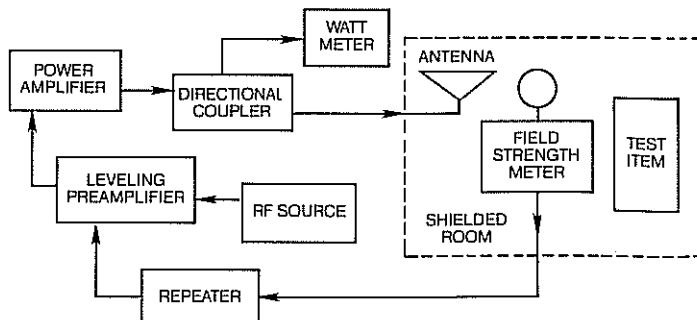 WATT
METER
ANTENNA
POWER
AMPLIFIER
DIRECTIONAL
COUPLER
FIELD
STRENGTH
METER
TEST
ITEM
LEVELING
PREAMPLIFIER
RF SOURCE
SHIELDED
ROOM
REPEATER